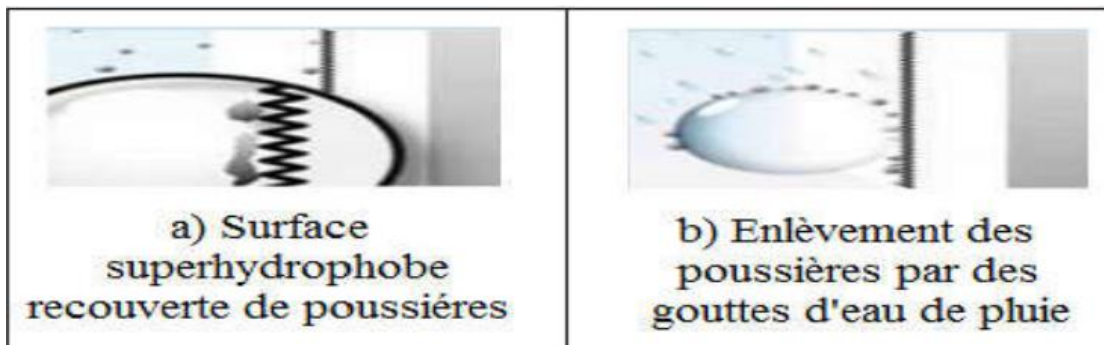 a) Surface
superhydrophobe
recouverte de poussiéres
b) Enlèvement des
poussières par des
gouttes d'eau de pluie